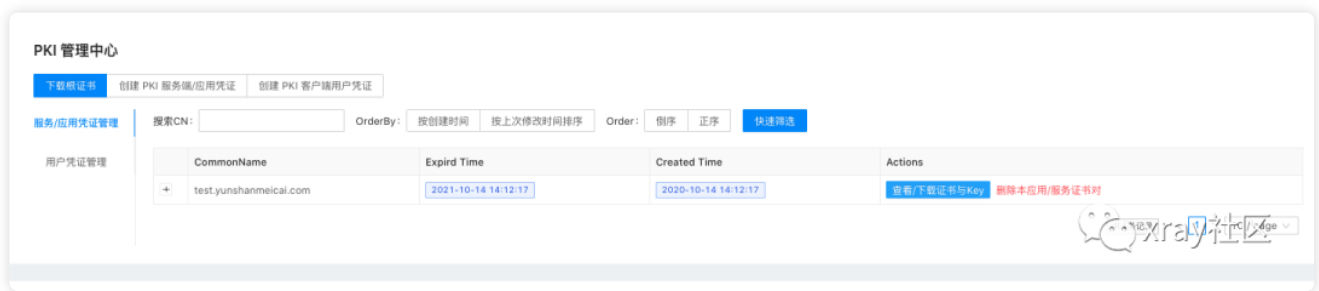 PKI 管理中心
下载根证书 创建 PKI 服务端/应用凭证 创建 PKI 客户端用户凭证
服务/应用凭证管理 搜索CN: OrderBy: 按创建时间 按上次修改时间排序 Order: 倒序 正序 快速筛选
用户凭证管理
CommonName Expird Time Created Time Actions
+ test.yunshanmeicai.com 2021-10-14 14:12:17 2020-10-14 14:12:17 查看/下载证书与Key 删除本应用/服务证书对
1 / page
xray社区